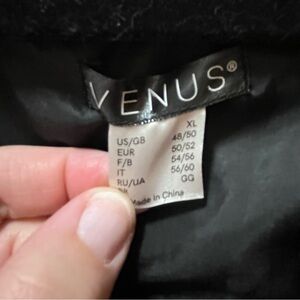 VENUS®
XL
US/GB 48/50
EUR 50/52
F/B 54/56
IT 56/60
RU/UA GG
Made in China